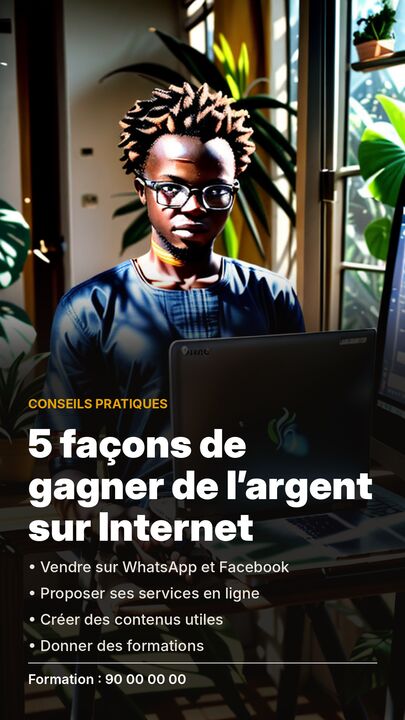 CONSEILS PRATIQUES
5 façons de
gagner de l’argent
sur Internet
• Vendre sur WhatsApp et Facebook
• Proposer ses services en ligne
• Créer des contenus utiles
• Donner des formations
Formation : 90 00 00 00